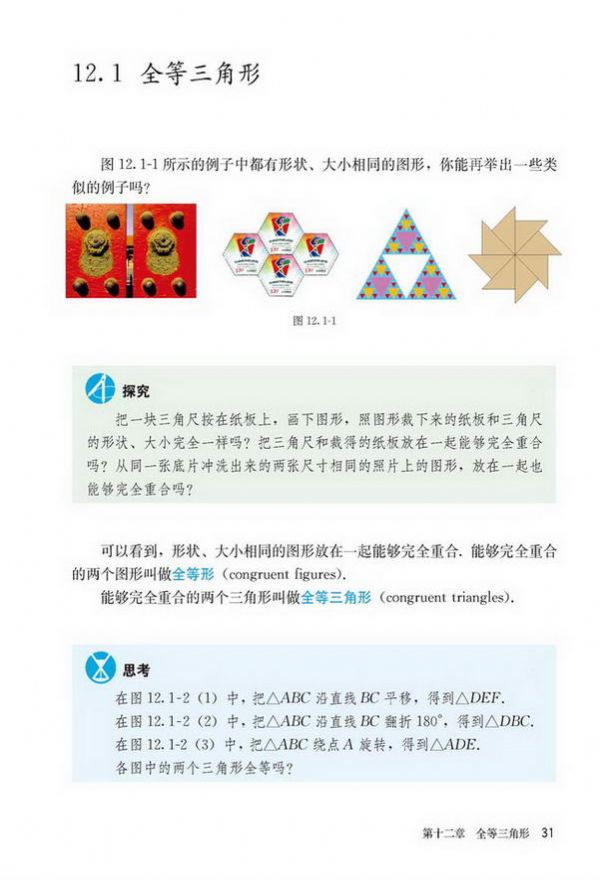 12.1 全等三角形
图 12.1-1 所示的例子中都有形状、大小相同的图形，你能再举出一些类
似的例子吗？
图 12.1-1
探究
把一块三角尺按在纸板上，画下图形，照图形裁下来的纸板和三角尺
的形状、大小完全一样吗？把三角尺和裁得的纸板放在一起能够完全重合
吗？从同一张底片冲洗出来的两张尺寸相同的照片上的图形，放在一起也
能够完全重合吗？
可以看到，形状、大小相同的图形放在一起能够完全重合. 能够完全重合
的两个图形叫做全等形（congruent figures）.
能够完全重合的两个三角形叫做全等三角形（congruent triangles）.
思考
在图 12.1-2（1）中，把△ABC 沿直线 BC 平移，得到△DEF.
在图 12.1-2（2）中，把△ABC 沿直线 BC 翻折 180°，得到△DBC.
在图 12.1-2（3）中，把△ABC 绕点 A 旋转，得到△ADE.
各图中的两个三角形全等吗？
第十二章 全等三角形 31